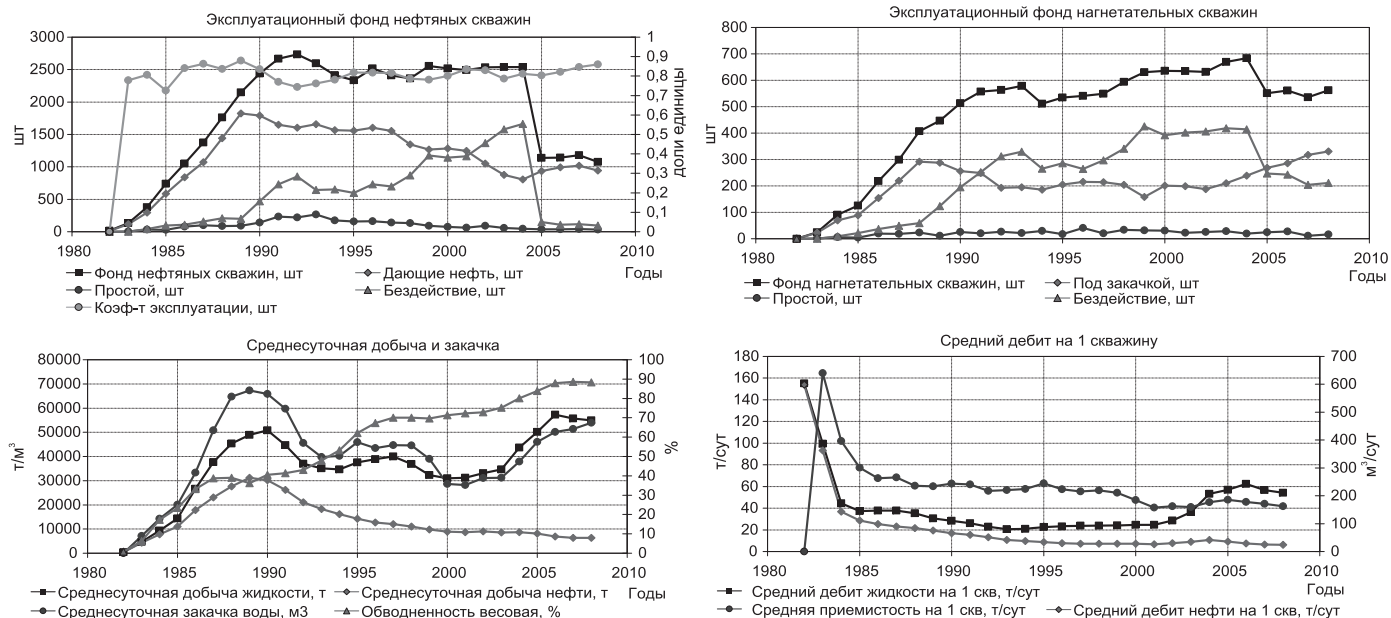 Эксплуатационный фонд нефтяных скважин
3000
2500
2000
1500
1000
500
0
шт
1
0,9
0,8
0,7
0,6
0,5
0,4
0,3
0,2
0,1
0
доли единицы
1980 1985 1990 1995 2000 2005 2010
Годы
Фонд нефтяных скважин, шт Дающие нефть, шт
Простой, шт Бездействие, шт
Коэф-т эксплуатации, шт
Эксплуатационный фонд нагнетательных скважин
800
700
600
500
400
300
200
100
0
шт
1980 1985 1990 1995 2000 2005 2010
Годы
Фонд нагнетательных скважин, шт Под закачкой, шт
Простой, шт Бездействие, шт
Среднесуточная добыча и закачка
80000
70000
60000
50000
40000
30000
20000
10000
0
т/м³
100
90
80
70
60
50
40
30
20
10
0
%
1980 1985 1990 1995 2000 2005 2010
Среднесуточная добыча жидкости, т Среднесуточная добыча нефти, т Годы
Среднесуточная закачка воды, м3 Обводненность весовая, %
Средний дебит на 1 скважину
180
160
140
120
100
80
60
40
20
0
т/сут
700
600
500
400
300
200
100
0
м³/сут
1980 1985 1990 1995 2000 2005 2010
Средний дебит жидкости на 1 скв, т/сут Годы
Средняя приемистость на 1 скв, т/сут Средний дебит нефти на 1 скв, т/сут